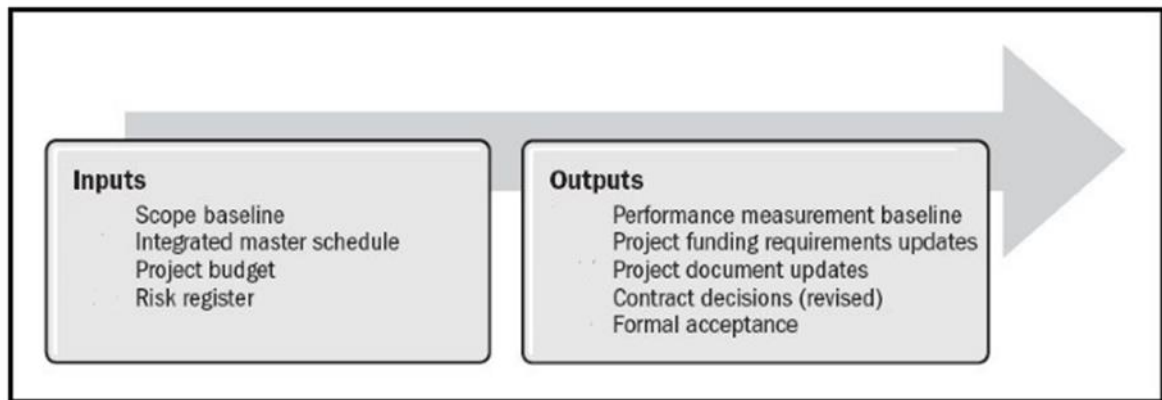 Inputs
Scope baseline
Integrated master schedule
Project budget
Risk register
Outputs
Performance measurement baseline
Project funding requirements updates
Project document updates
Contract decisions (revised)
Formal acceptance